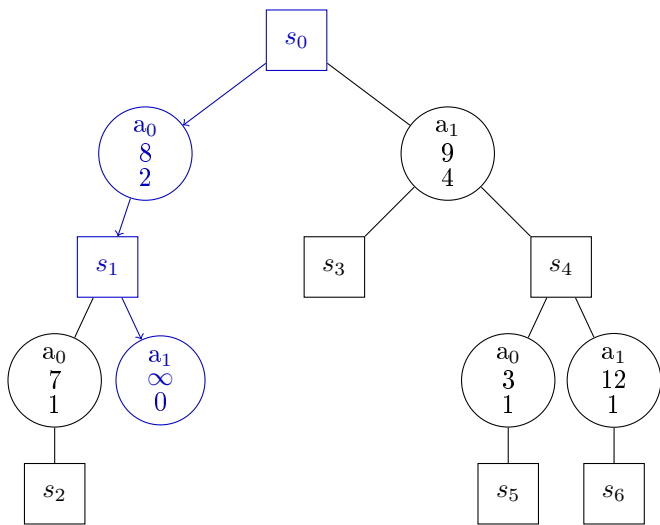 s₀
a₀
8
2
a₁
9
4
s₁
s₃
s₄
a₀
7
1
a₁
∞
0
a₀
3
1
a₁
12
1
s₂
s₅
s₆